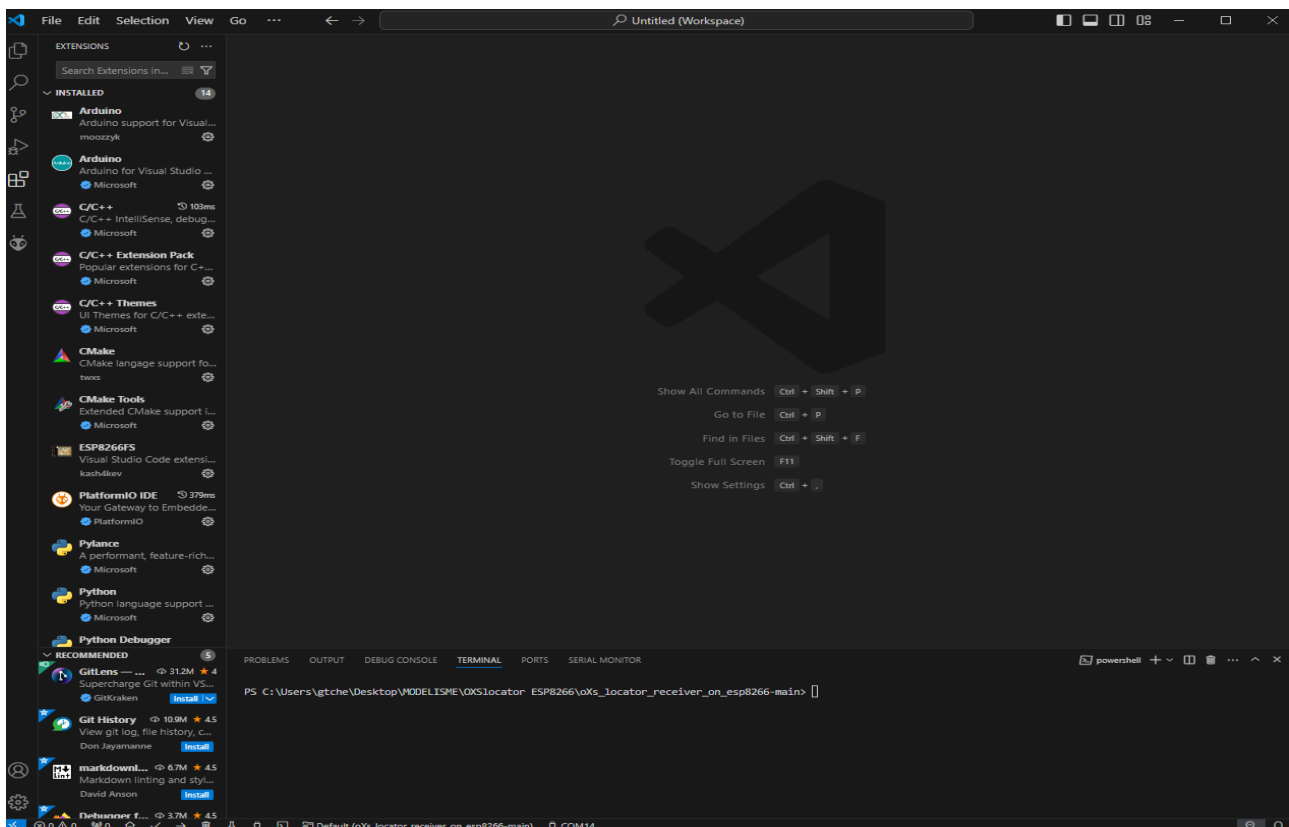 File Edit Selection View Go ···
Untitled (Workspace)
EXTENSIONS
Search Extensions in...
INSTALLED 14
Arduino
Arduino support for Visual...
moozzyk
Arduino
Arduino for Visual Studio ...
Microsoft
C/C++ 103ms
C/C++ IntelliSense, debug...
Microsoft
C/C++ Extension Pack
Popular extensions for C+...
Microsoft
C/C++ Themes
UI Themes for C/C++ exte...
Microsoft
CMake
CMake langage support fo...
twxs
CMake Tools
Extended CMake support i...
Microsoft
ESP8266FS
Visual Studio Code extensi...
kash4kev
PlatformIO IDE 379ms
Your Gateway to Embedde...
PlatformIO
Pylance
A performant, feature-rich...
Microsoft
Python
Python language support ...
Microsoft
Python Debugger
RECOMMENDED 5
GitLens — ... 31.2M 4
Supercharge Git within VS...
GitKraken Install
Git History 10.9M 4.5
View git log, file history, c...
Don Jayamanne Install
markdownl... 6.7M 4.5
Markdown linting and styl...
David Anson Install
Debugger f... 3.7M 4.5
Show All Commands Ctrl + Shift + P
Go to File Ctrl + P
Find in Files Ctrl + Shift + F
Toggle Full Screen F11
Show Settings Ctrl + ,
PROBLEMS OUTPUT DEBUG CONSOLE TERMINAL PORTS SERIAL MONITOR
powershell
PS C:\Users\gtche\Desktop\MODELISME\OXSlocator ESP8266\oXs_locator_receiver_on_esp8266-main>
0 0 0 Default (oXs_locator_receiver_on_esp8266-main) COM14